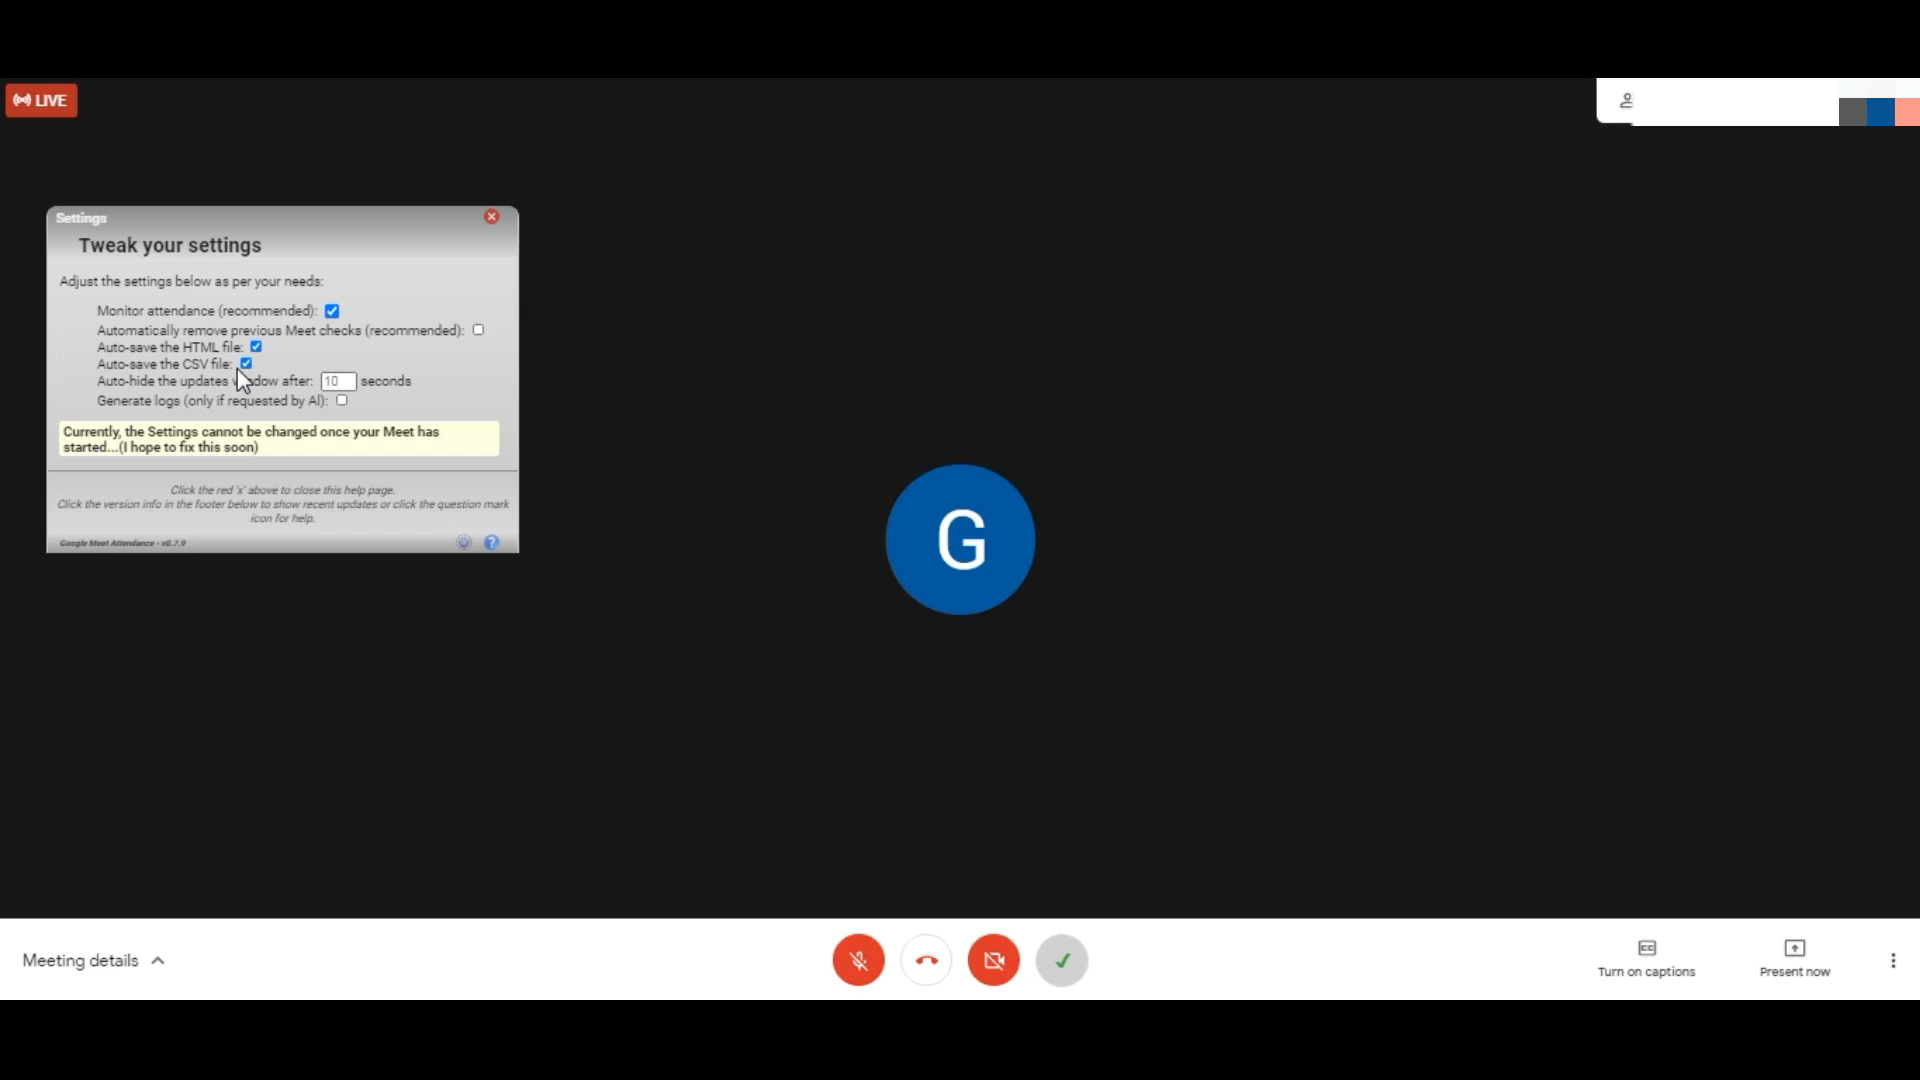 LIVE
Settings
Tweak your settings
Adjust the settings below as per your needs:
Monitor attendance (recommended):
Automatically remove previous Meet checks (recommended):
Auto-save the HTML file:
Auto-save the CSV file:
Auto-hide the updates window after: 10 seconds
Generate logs (only if requested by Al):
Currently, the Settings cannot be changed once your Meet has
started...(I hope to fix this soon)
Click the red 'x' above to close this help page.
Click the version info in the footer below to show recent updates or click the question mark
icon for help.
Google Meet Attendance - v0.7.9
?
G
Meeting details
CC
Turn on captions
Present now